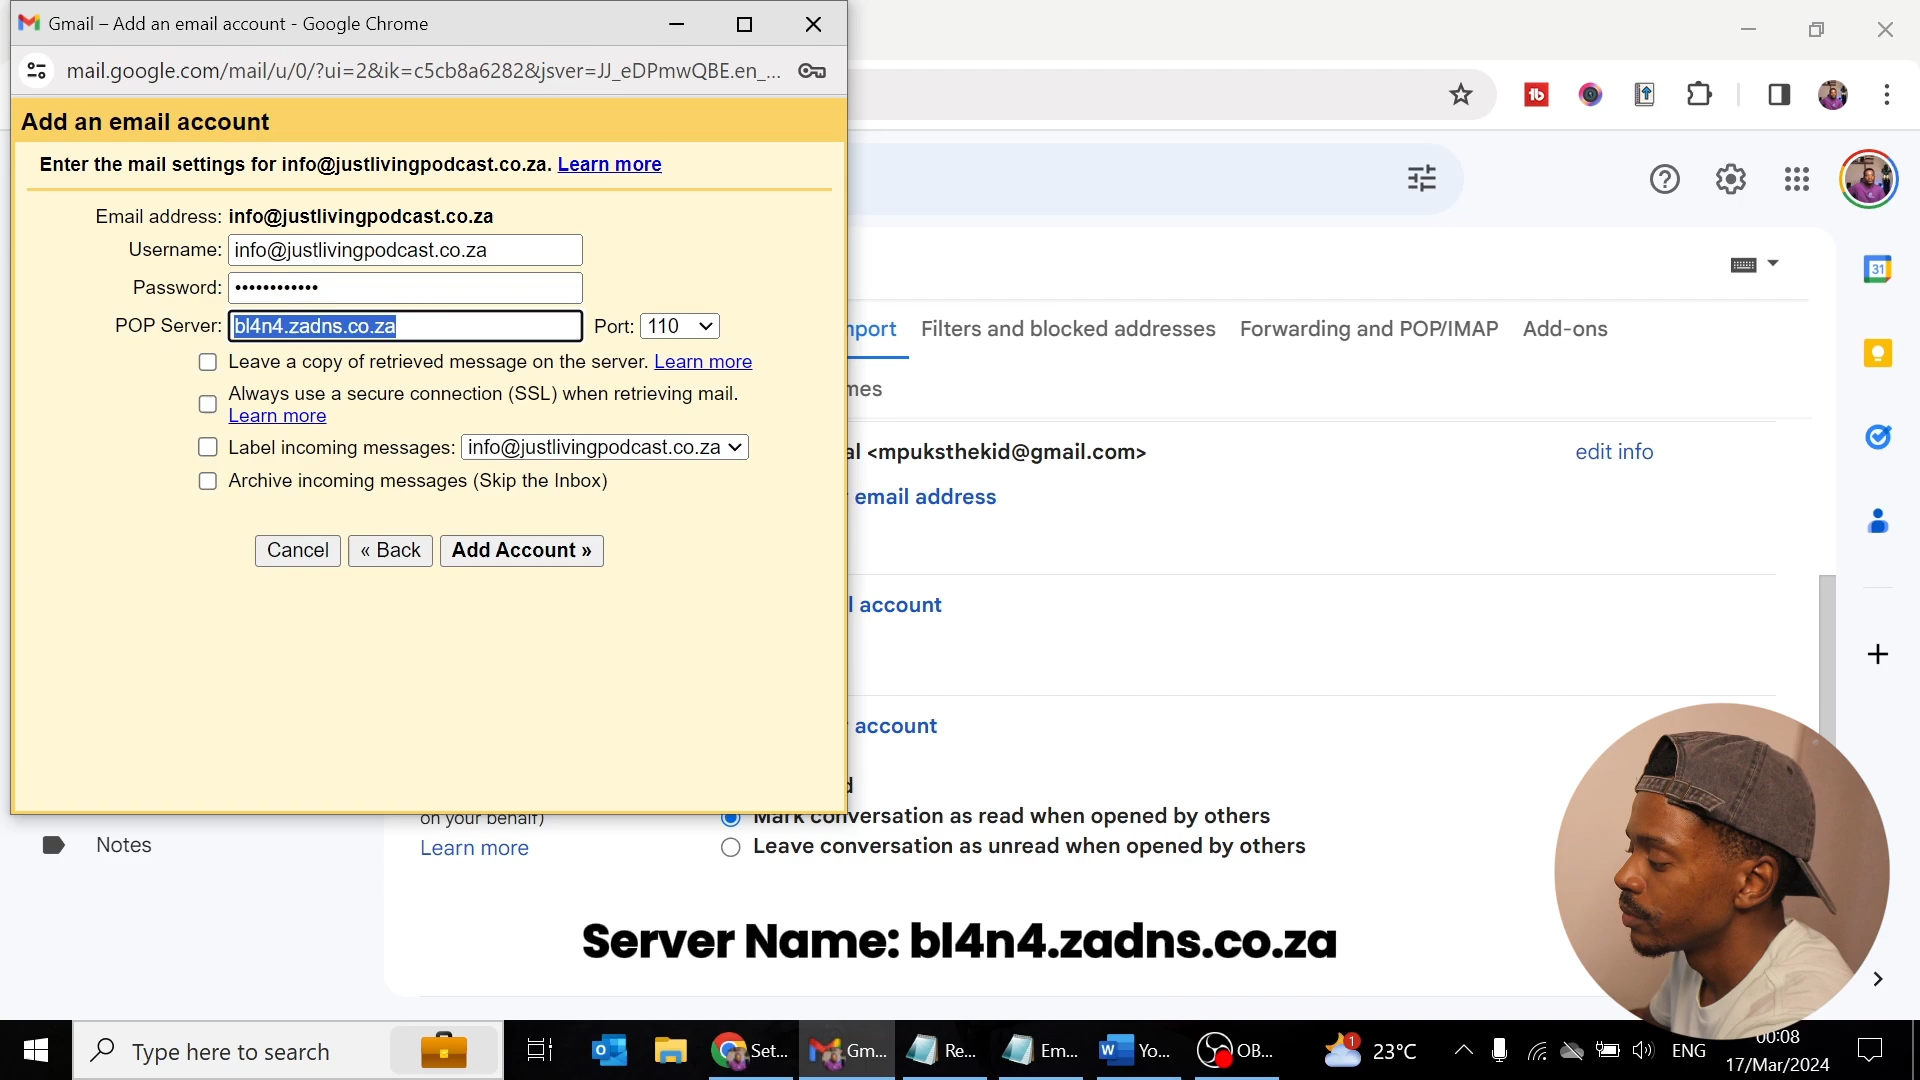 Gmail – Add an email account - Google Chrome
mail.google.com/mail/u/0/?ui=2&ik=c5cb8a6282&jsver=JJ_eDPmwQBE.en_...
Add an email account
Enter the mail settings for info@justlivingpodcast.co.za. Learn more
Email address: info@justlivingpodcast.co.za
Username: info@justlivingpodcast.co.za
Password: ••••••••••••
POP Server: bl4n4.zadns.co.za Port: 110
Leave a copy of retrieved message on the server. Learn more
Always use a secure connection (SSL) when retrieving mail.
Learn more
Label incoming messages: info@justlivingpodcast.co.za
Archive incoming messages (Skip the Inbox)
Cancel « Back Add Account »
Filters and blocked addresses Forwarding and POP/IMAP Add-ons
<mpuksthekid@gmail.com> edit info
email address
account
account
on your behalf)
Learn more
Mark conversation as read when opened by others
Leave conversation as unread when opened by others
Notes
31
Server Name: bl4n4.zadns.co.za
Type here to search
Set...
Gm...
Re...
Em...
Yo...
OB...
1
23°C
ENG
00:08
17/Mar/2024